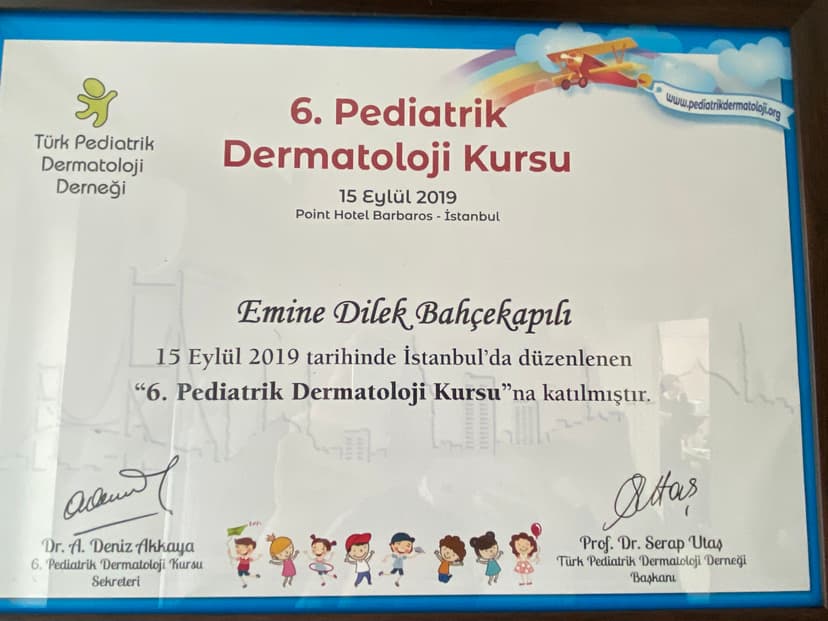 www.pediatrikdermatoloji.org
Türk Pediatrik
Dermatoloji
Derneği
6. Pediatrik
Dermatoloji Kursu
15 Eylül 2019
Point Hotel Barbaros - İstanbul
Emine Dilek Bahçekapılı
15 Eylül 2019 tarihinde İstanbul'da düzenlenen
“6. Pediatrik Dermatoloji Kursu”na katılmıştır.
Dr. A. Deniz Akkaya
6. Pediatrik Dermatoloji Kursu
Sekreteri
Prof. Dr. Serap Utaş
Türk Pediatrik Dermatoloji Derneği
Başkanı